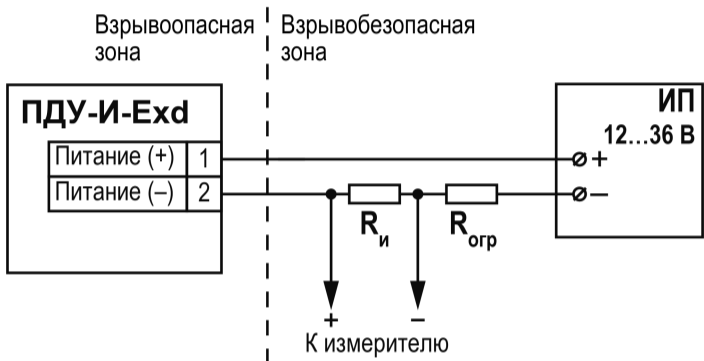 Взрывоопасная
зона
Взрывобезопасная
зона
ПДУ-И-Exd
Питание (+) 1
Питание (–) 2
ИП
12...36 В
+
–
Rи
Rогр
+
–
К измерителю